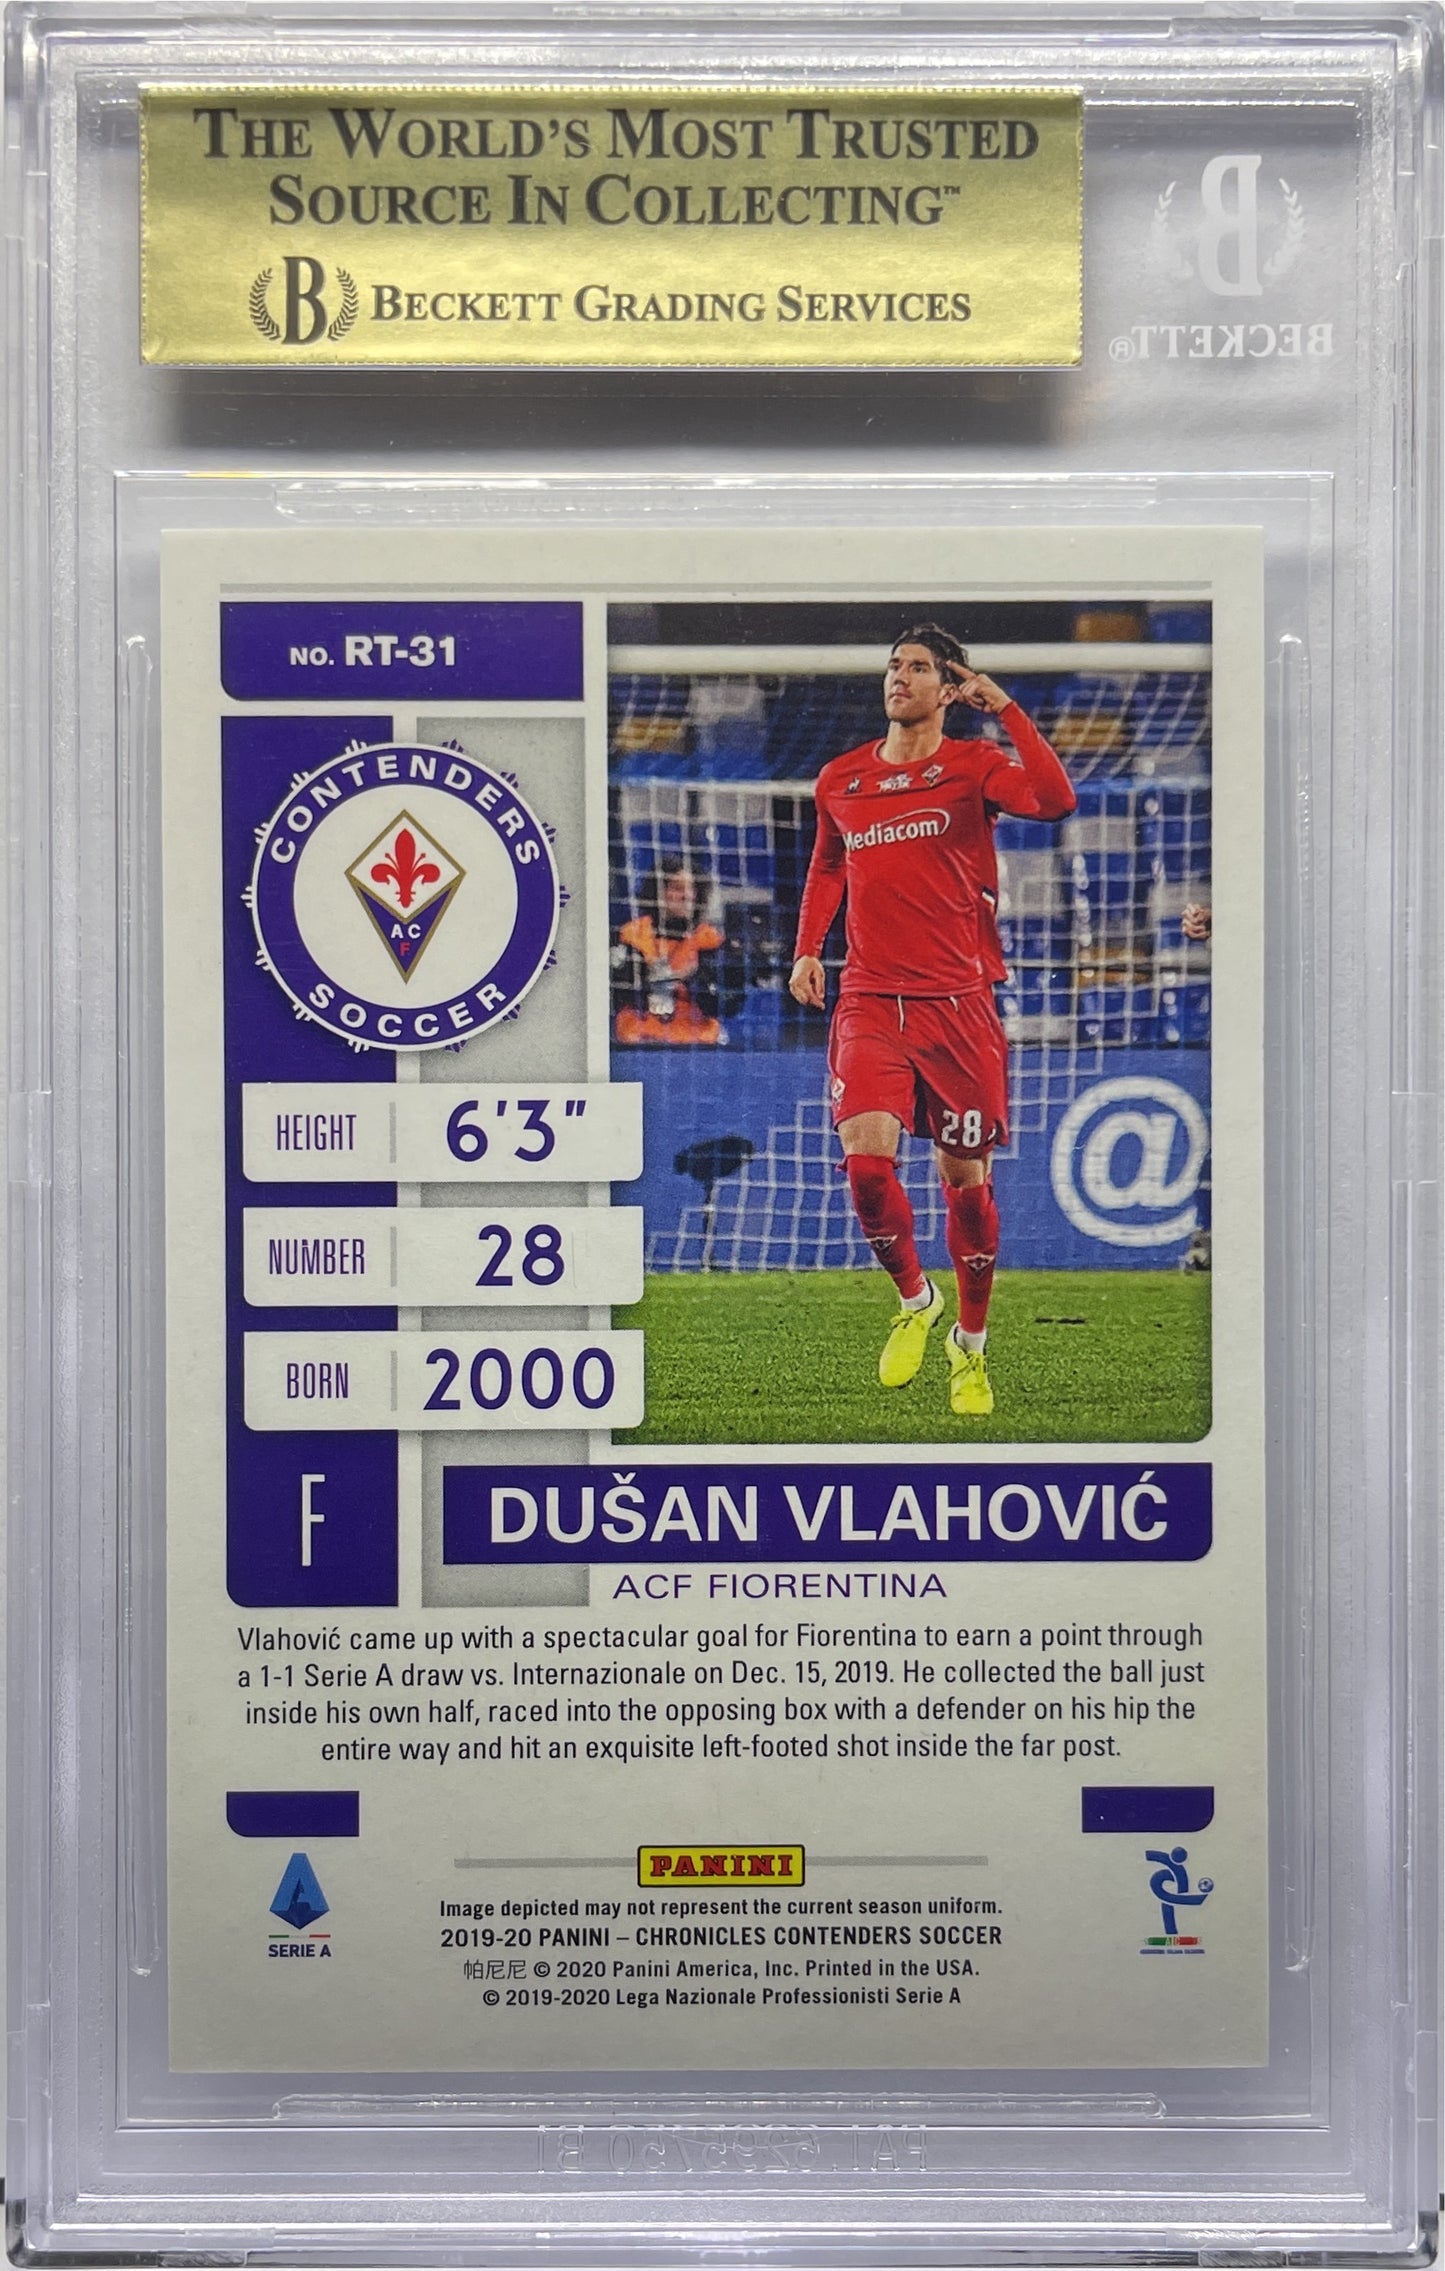 THE WORLD'S MOST TRUSTED
SOURCE IN COLLECTING™
B BECKETT GRADING SERVICES
B
BECKETT®
NO. RT-31
CONTENDERS
SOCCER
AC
F
Mediacom
28
@
HEIGHT 6'3"
NUMBER 28
BORN 2000
F
DUŠAN VLAHOVIĆ
ACF FIORENTINA
Vlahović came up with a spectacular goal for Fiorentina to earn a point through
a 1-1 Serie A draw vs. Internazionale on Dec. 15, 2019. He collected the ball just
inside his own half, raced into the opposing box with a defender on his hip the
entire way and hit an exquisite left-footed shot inside the far post.
SERIE A
PANINI
Image depicted may not represent the current season uniform.
2019-20 PANINI – CHRONICLES CONTENDERS SOCCER
帕尼尼 © 2020 Panini America, Inc. Printed in the USA.
© 2019-2020 Lega Nazionale Professionisti Serie A